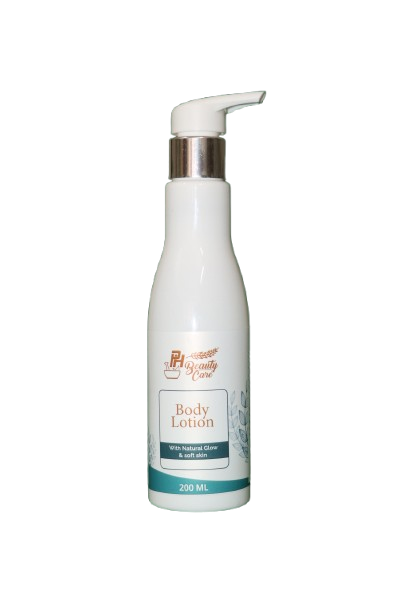 PH Beauty
Care
Body
Lotion
With Natural Glow
& soft skin
200 ML